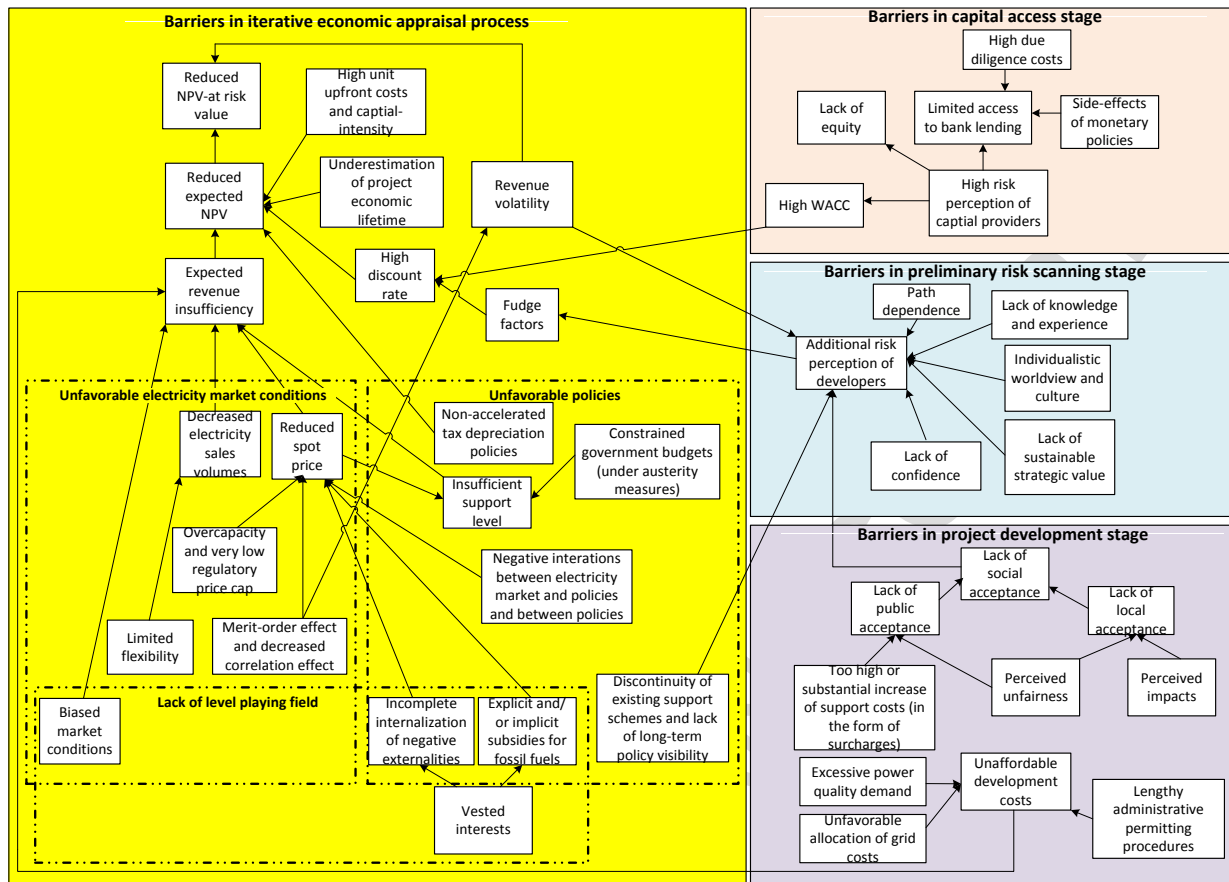 Barriers in iterative economic appraisal process
Reduced
NPV-at risk
value
High unit
upfront costs
and captial-
intensity
Reduced
expected
NPV
Underestimation
of project
economic
lifetime
Revenue
volatility
Expected
revenue
insufficiency
High
discount
rate
Fudge
factors
Unfavorable electricity market conditions
Decreased
electricity
sales
volumes
Reduced
spot
price
Overcapacity
and very low
regulatory
price cap
Limited
flexibility
Merit-order effect
and decreased
correlation effect
Unfavorable policies
Non-accelerated
tax depreciation
policies
Constrained
government budgets
(under austerity
measures)
Insufficient
support
level
Negative interations
between electricity
market and policies
and between policies
Discontinuity of
existing support
schemes and lack
of long-term
policy visibility
Lack of level playing field
Biased
market
conditions
Incomplete
internalization
of negative
externalities
Explicit and/
or implicit
subsidies for
fossil fuels
Vested
interests
Barriers in capital access stage
High due
diligence costs
Lack of
equity
Limited access
to bank lending
Side-effects
of monetary
policies
High WACC
High risk
perception of
captial providers
Barriers in preliminary risk scanning stage
Path
dependence
Lack of knowledge
and experience
Additional risk
perception of
developers
Individualistic
worldview and
culture
Lack of
confidence
Lack of
sustainable
strategic value
Barriers in project development stage
Lack of
social
acceptance
Lack of
public
acceptance
Lack of
local
acceptance
Too high or
substantial increase
of support costs (in
the form of
surcharges)
Perceived
unfairness
Perceived
impacts
Excessive power
quality demand
Unaffordable
development
costs
Unfavorable
allocation of grid
costs
Lengthy
administrative
permitting
procedures